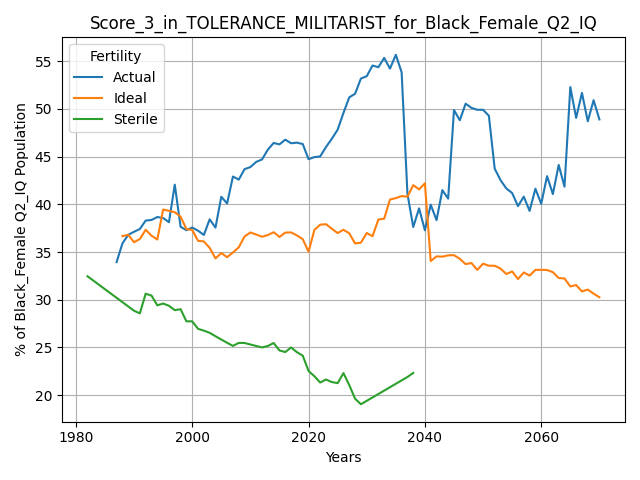 Score_3_in_TOLERANCE_MILITARIST_for_Black_Female_Q2_IQ
Fertility
Actual
Ideal
Sterile
% of Black_Female Q2_IQ Population
55
50
45
40
35
30
25
20
1980
2000
2020
2040
2060
Years